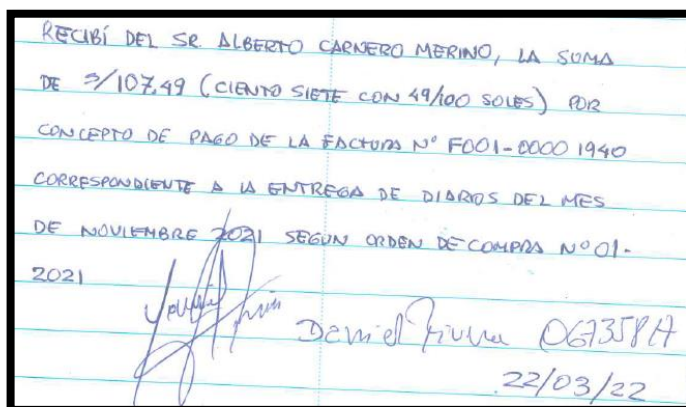 RECIBÍ DEL SR. ALBERTO CARNERO MERINO, LA SUMA
DE S/107.49 (CIENTO SIETE CON 49/100 SOLES) POR
CONCEPTO DE PAGO DE LA FACTURA Nº F001-0000 1940
CORRESPONDIENTE A LA ENTREGA DE DIARIOS DEL MES
DE NOVIEMBRE 2021 SEGUN ORDEN DE COMPRA Nº 01-
2021
Daniel
22/03/22